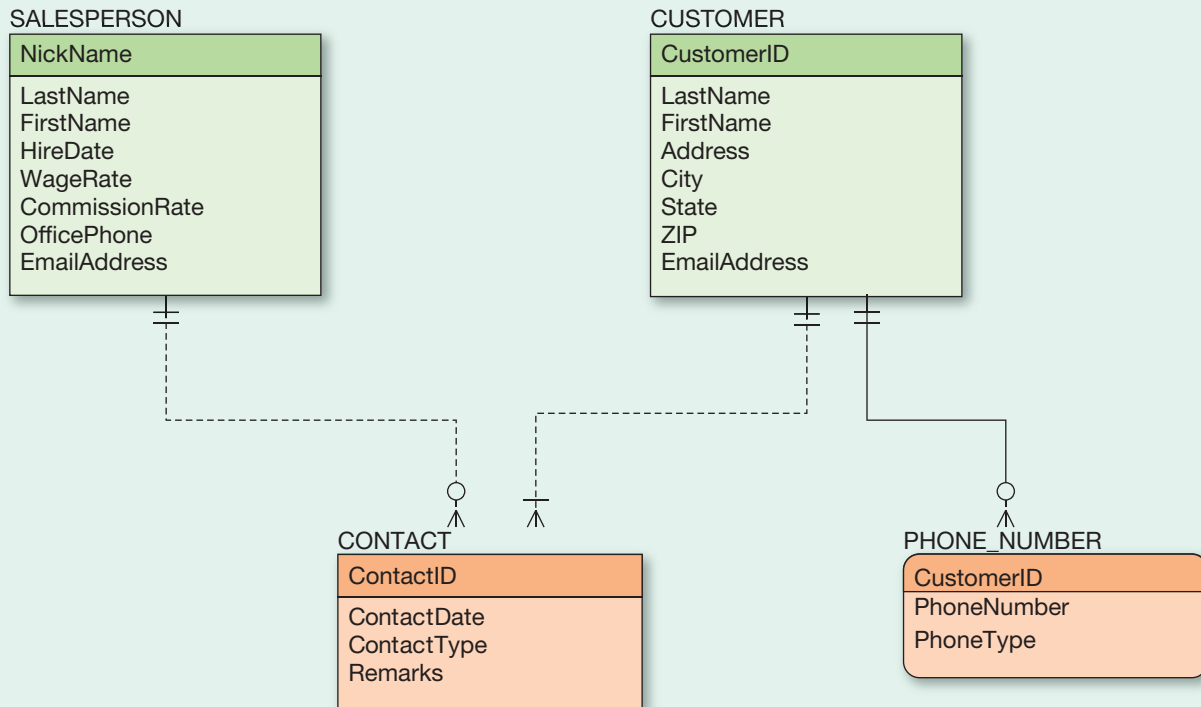 SALESPERSON
NickName
LastName
FirstName
HireDate
WageRate
CommissionRate
OfficePhone
EmailAddress
CUSTOMER
CustomerID
LastName
FirstName
Address
City
State
ZIP
EmailAddress
CONTACT
ContactID
ContactDate
ContactType
Remarks
PHONE_NUMBER
CustomerID
PhoneNumber
PhoneType